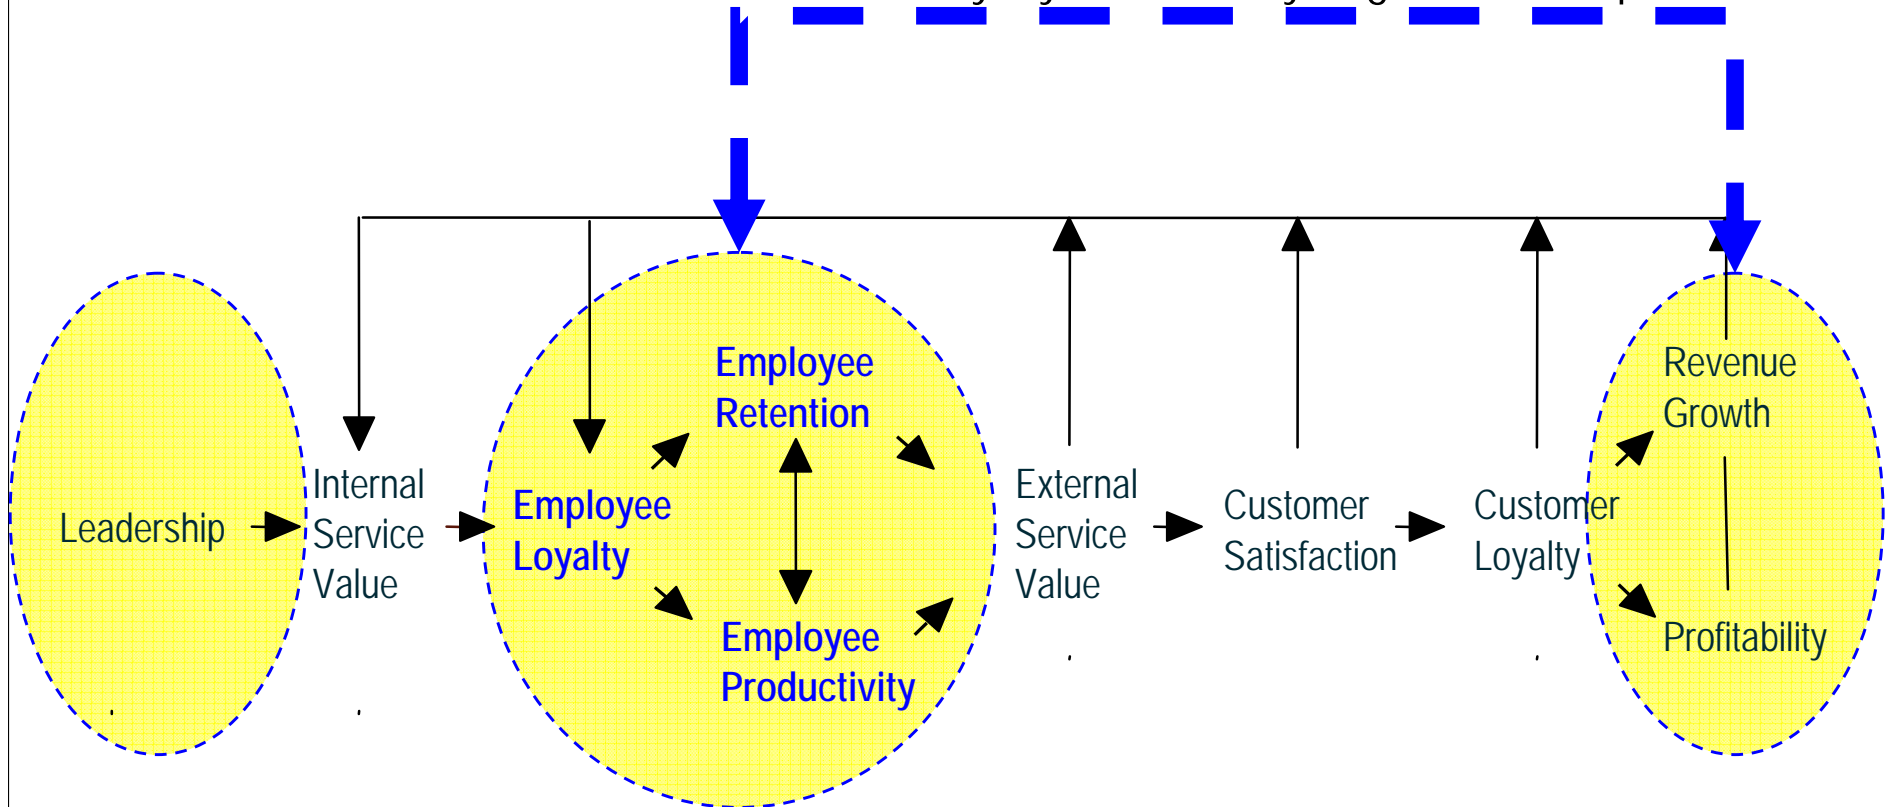 Leadership
Internal
Service
Value
Employee
Loyalty
Employee
Retention
Employee
Productivity
External
Service
Value
Customer
Satisfaction
Customer
Loyalty
Revenue
Growth
Profitability